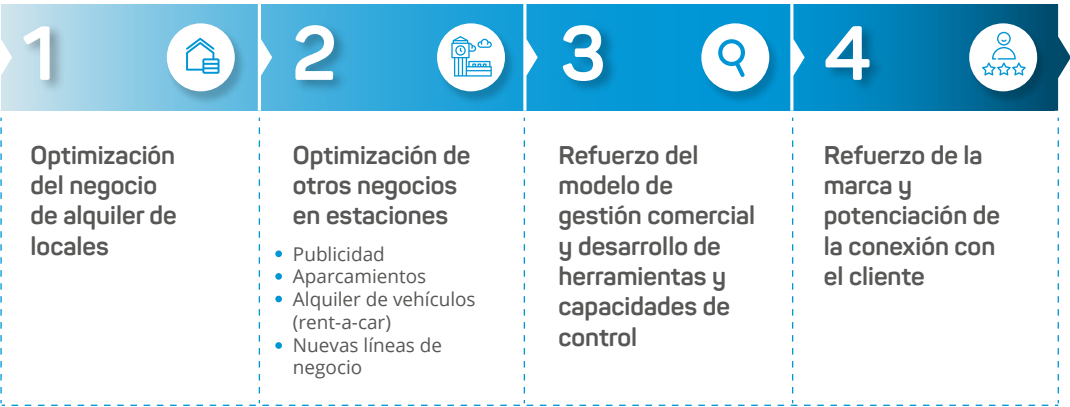 1
Optimización
del negocio
de alquiler de
locales
2
Optimización de
otros negocios
en estaciones
• Publicidad
• Aparcamientos
• Alquiler de vehículos
(rent-a-car)
• Nuevas líneas de
negocio
3
Refuerzo del
modelo de
gestión comercial
y desarrollo de
herramientas y
capacidades de
control
4
Refuerzo de la
marca y
potenciación de
la conexión con
el cliente